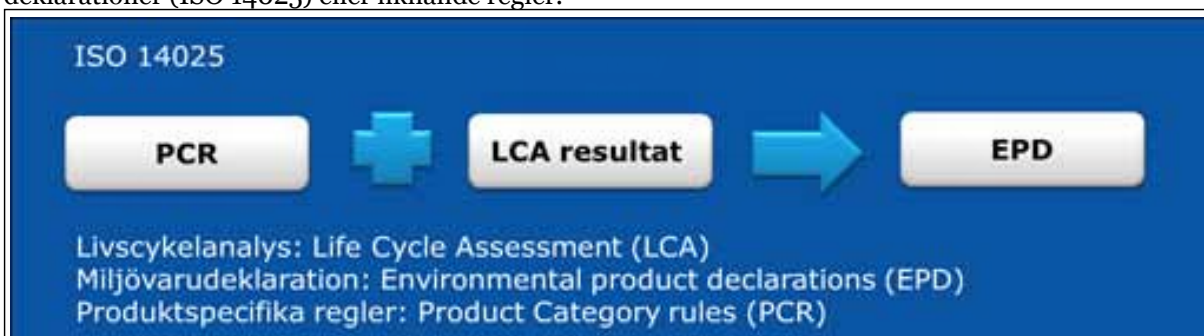 deklarationer (ISO 14025) eller liknande regler.
ISO 14025
PCR
LCA resultat
EPD
Livscykelanalys: Life Cycle Assessment (LCA)
Miljövarudeklaration: Environmental product declarations (EPD)
Produktspecifika regler: Product Category rules (PCR)